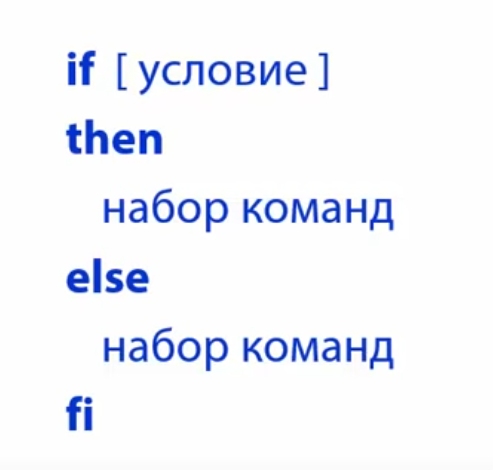 if [ условие ]
then
набор команд
else
набор команд
fi